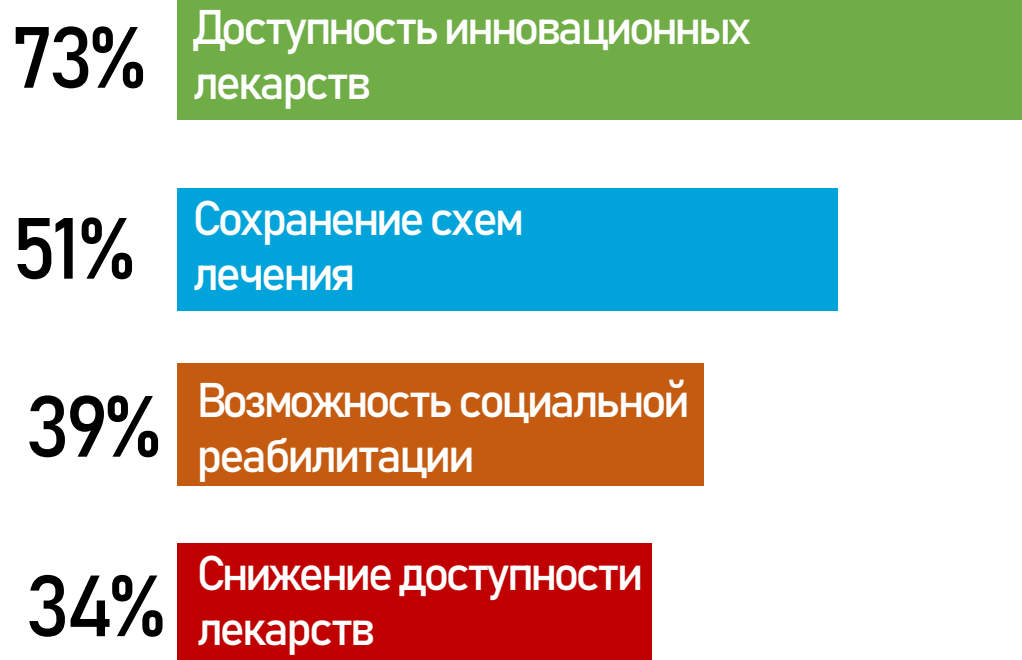 73%
Доступность инновационных
лекарств
51%
Сохранение схем
лечения
39%
Возможность социальной
реабилитации
34%
Снижение доступности
лекарств